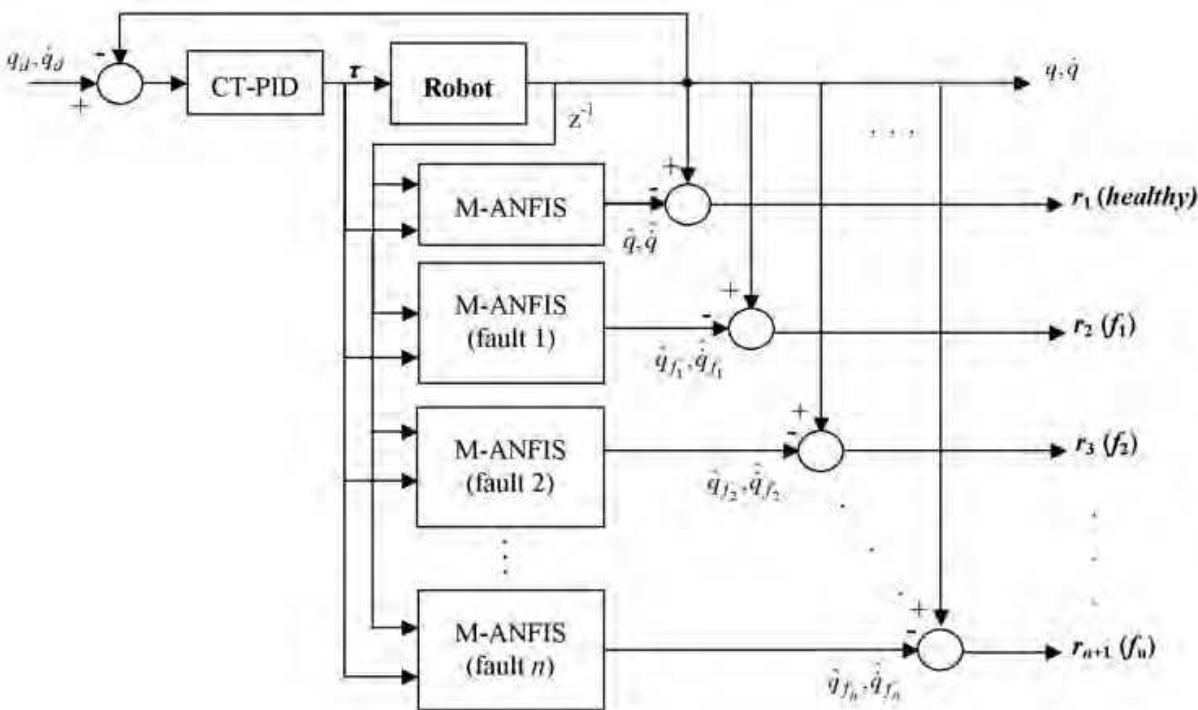 -
q_d, q̇_d
+
CT-PID
τ
Robot
q, q̇
z⁻¹
, , ,
M-ANFIS
+
-
q̂, q̂̇
r₁ (healthy)
M-ANFIS
(fault 1)
+
-
q̂_f₁, q̂̇_f₁
r₂ (f₁)
M-ANFIS
(fault 2)
+
-
q̂_f₂, q̂̇_f₂
r₃ (f₂)
M-ANFIS
(fault n)
+
-
q̂_fₙ, q̂̇_fₙ
rₙ₊₁ (fₙ)